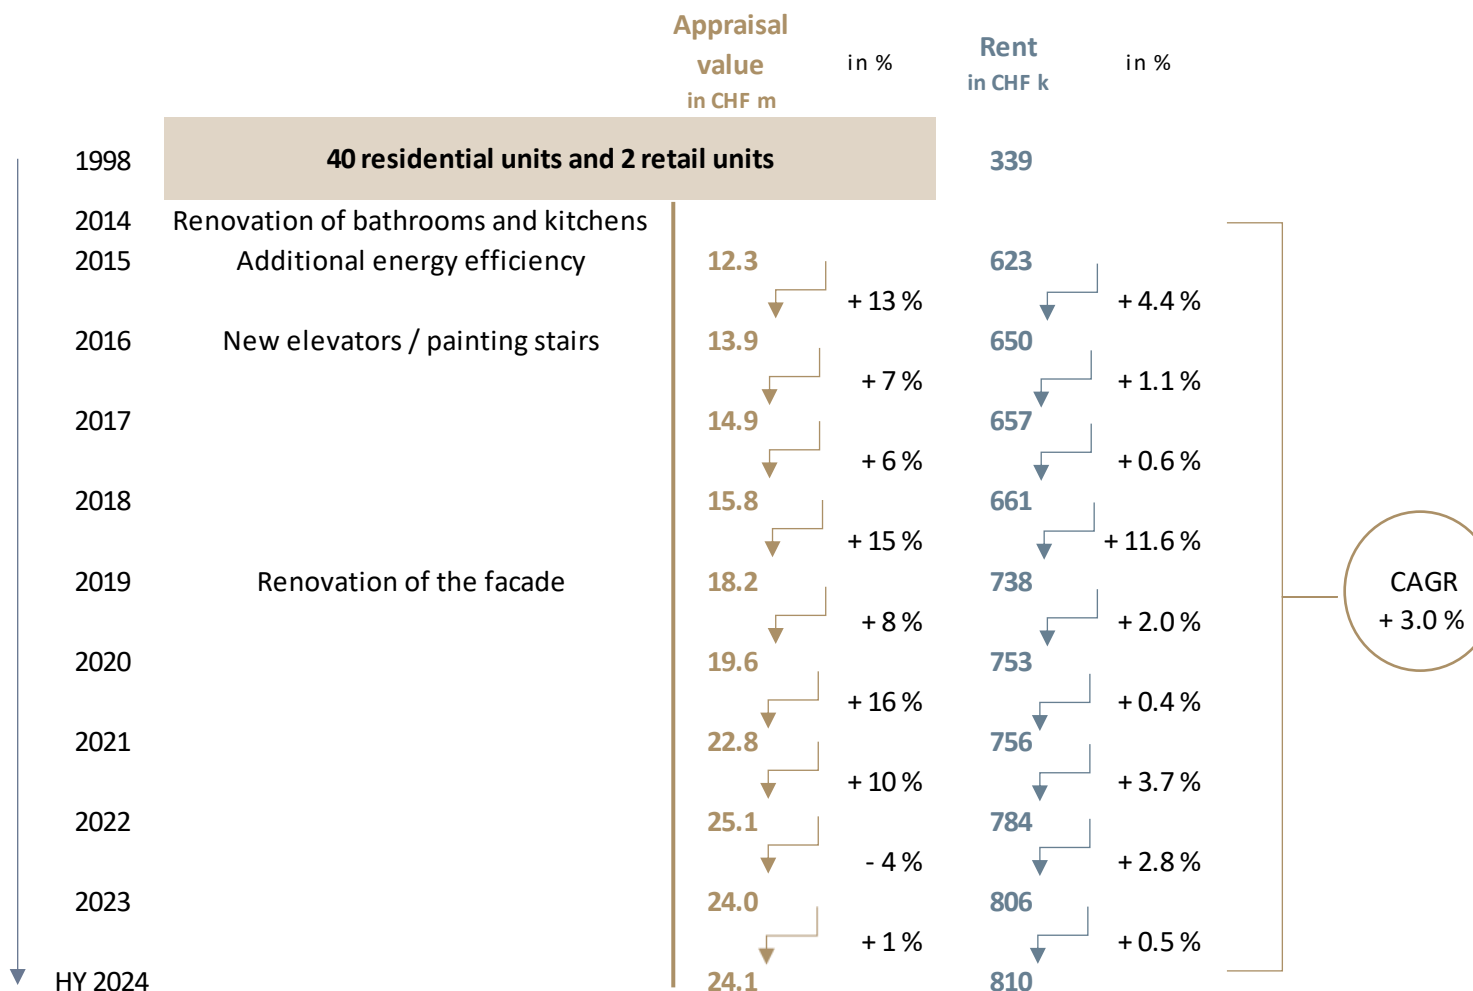 Appraisal
value
in CHF m
in %
Rent
in CHF k
in %
1998 40 residential units and 2 retail units 339
2014 Renovation of bathrooms and kitchens
2015 Additional energy efficiency 12.3 623
+ 13 % + 4.4 %
2016 New elevators / painting stairs 13.9 650
+ 7 % + 1.1 %
2017 14.9 657
+ 6 % + 0.6 %
2018 15.8 661
+ 15 % + 11.6 %
2019 Renovation of the facade 18.2 738
+ 8 % + 2.0 %
2020 19.6 753
+ 16 % + 0.4 %
2021 22.8 756
+ 10 % + 3.7 %
2022 25.1 784
- 4 % + 2.8 %
2023 24.0 806
+ 1 % + 0.5 %
HY 2024 24.1 810
CAGR
+ 3.0 %